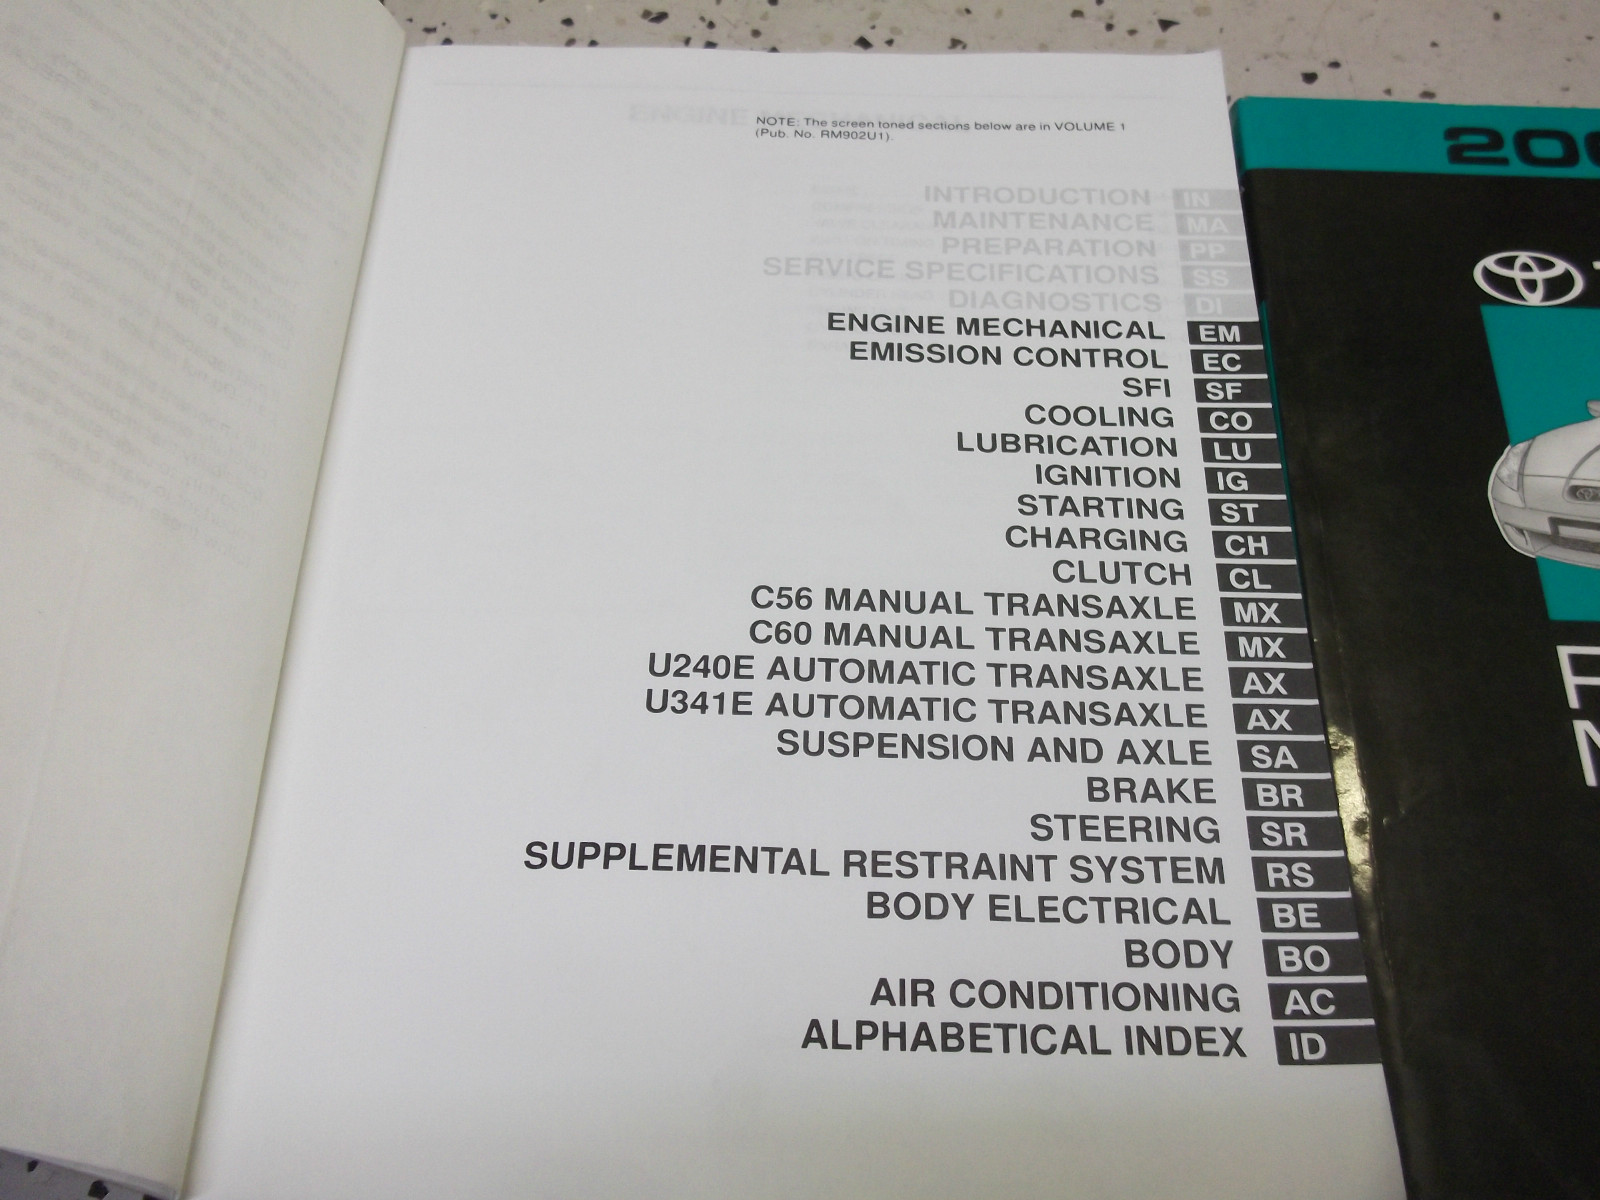 NOTE: The screen toned sections below are in VOLUME 1
(Pub. No. RM902U1).
INTRODUCTION IN
MAINTENANCE MA
PREPARATION PP
SERVICE SPECIFICATIONS SS
DIAGNOSTICS DI
ENGINE MECHANICAL EM
EMISSION CONTROL EC
SFI SF
COOLING CO
LUBRICATION LU
IGNITION IG
STARTING ST
CHARGING CH
CLUTCH CL
C56 MANUAL TRANSAXLE MX
C60 MANUAL TRANSAXLE MX
U240E AUTOMATIC TRANSAXLE AX
U341E AUTOMATIC TRANSAXLE AX
SUSPENSION AND AXLE SA
BRAKE BR
STEERING SR
SUPPLEMENTAL RESTRAINT SYSTEM RS
BODY ELECTRICAL BE
BODY BO
AIR CONDITIONING AC
ALPHABETICAL INDEX ID